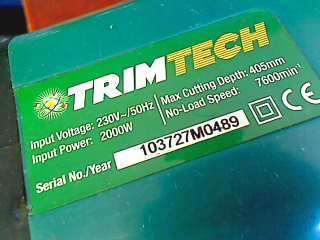 TRIMTECH
Input Voltage: 230V~/50Hz
Input Power: 2000W
Max Cutting Depth: 405mm
No-Load Speed: 7600min⁻¹
Serial No./Year 103727M0489
CE